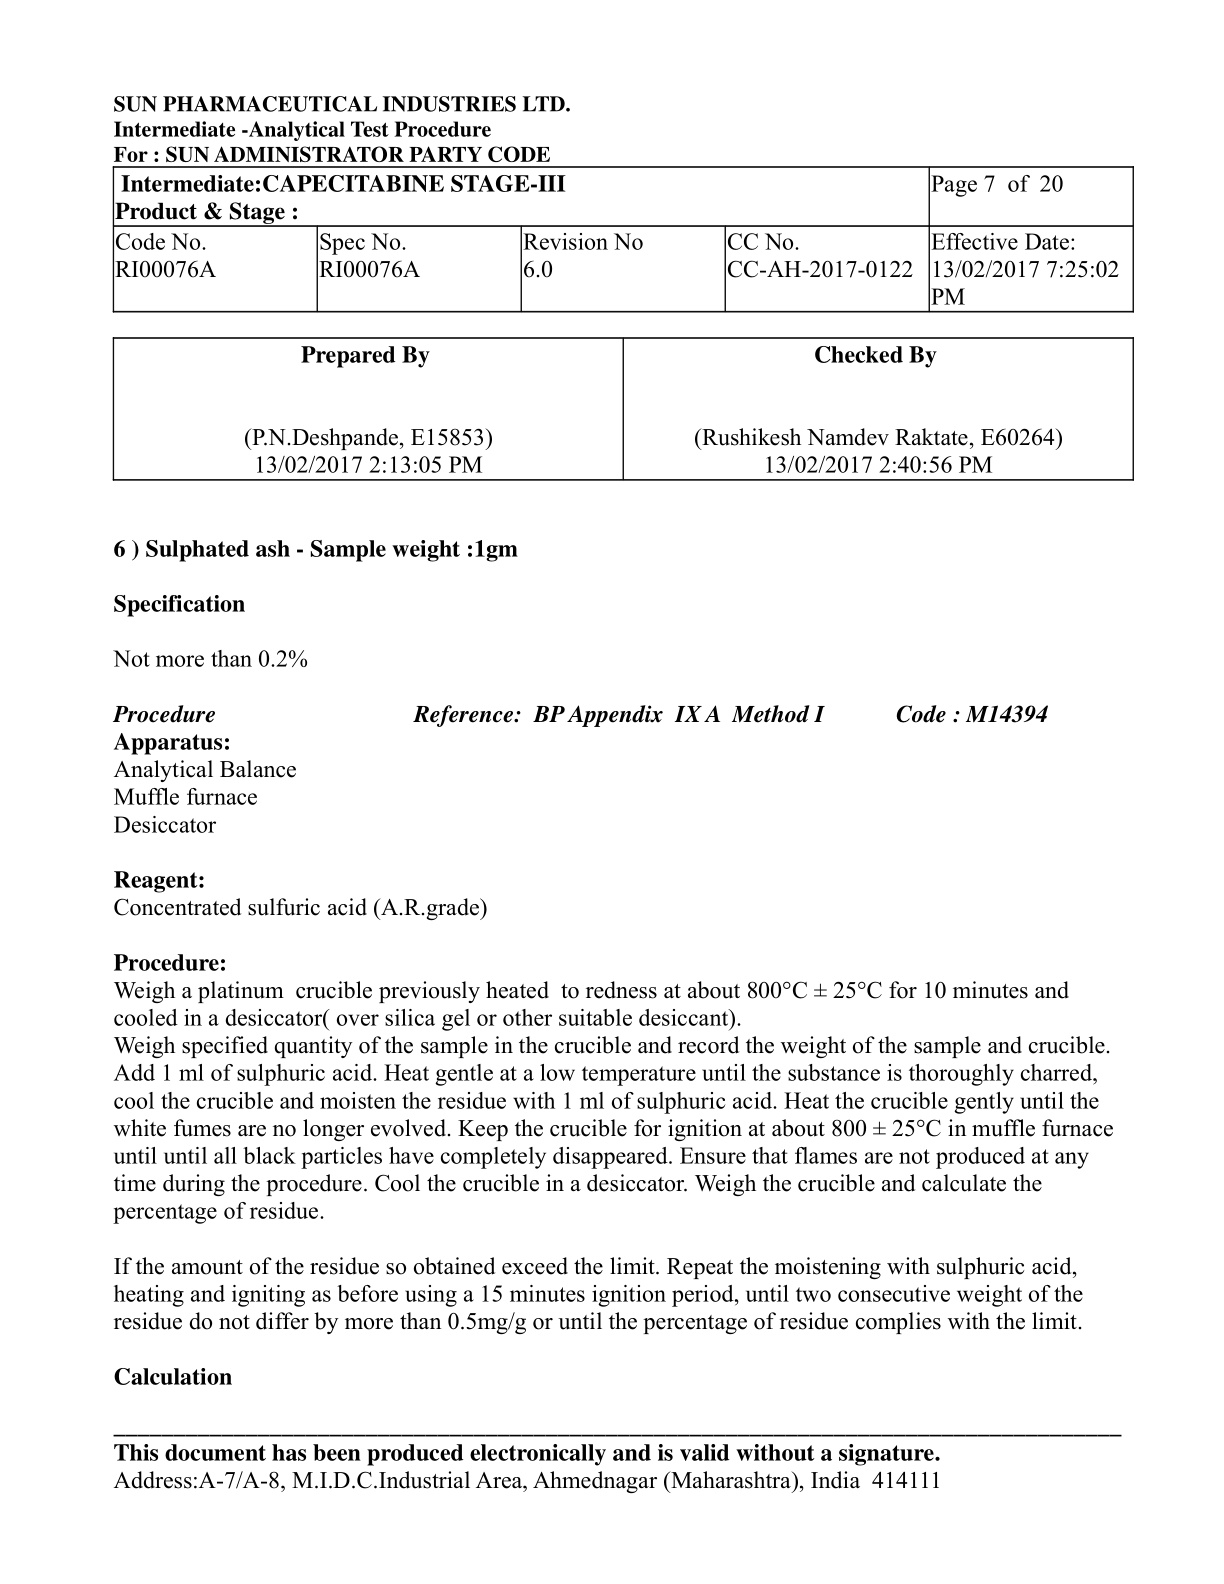 SUN PHARMACEUTICAL INDUSTRIES LTD.
Intermediate -Analytical Test Procedure
For : SUN ADMINISTRATOR PARTY CODE
Intermediate:CAPECITABINE STAGE-III
Product & Stage :
Page 7 of 20
Code No.
RI00076A
Spec No.
RI00076A
Revision No
6.0
CC No.
CC-AH-2017-0122
Effective Date:
13/02/2017 7:25:02
PM
Prepared By
(P.N.Deshpande, E15853)
13/02/2017 2:13:05 PM
Checked By
(Rushikesh Namdev Raktate, E60264)
13/02/2017 2:40:56 PM
6 ) Sulphated ash - Sample weight :1gm
Specification
Not more than 0.2%
Procedure Reference: BP Appendix IX A Method I Code : M14394
Apparatus:
Analytical Balance
Muffle furnace
Desiccator
Reagent:
Concentrated sulfuric acid (A.R.grade)
Procedure:
Weigh a platinum crucible previously heated to redness at about 800°C ± 25°C for 10 minutes and
cooled in a desiccator( over silica gel or other suitable desiccant).
Weigh specified quantity of the sample in the crucible and record the weight of the sample and crucible.
Add 1 ml of sulphuric acid. Heat gentle at a low temperature until the substance is thoroughly charred,
cool the crucible and moisten the residue with 1 ml of sulphuric acid. Heat the crucible gently until the
white fumes are no longer evolved. Keep the crucible for ignition at about 800 ± 25°C in muffle furnace
until until all black particles have completely disappeared. Ensure that flames are not produced at any
time during the procedure. Cool the crucible in a desiccator. Weigh the crucible and calculate the
percentage of residue.
If the amount of the residue so obtained exceed the limit. Repeat the moistening with sulphuric acid,
heating and igniting as before using a 15 minutes ignition period, until two consecutive weight of the
residue do not differ by more than 0.5mg/g or until the percentage of residue complies with the limit.
Calculation
This document has been produced electronically and is valid without a signature.
Address:A-7/A-8, M.I.D.C.Industrial Area, Ahmednagar (Maharashtra), India 414111